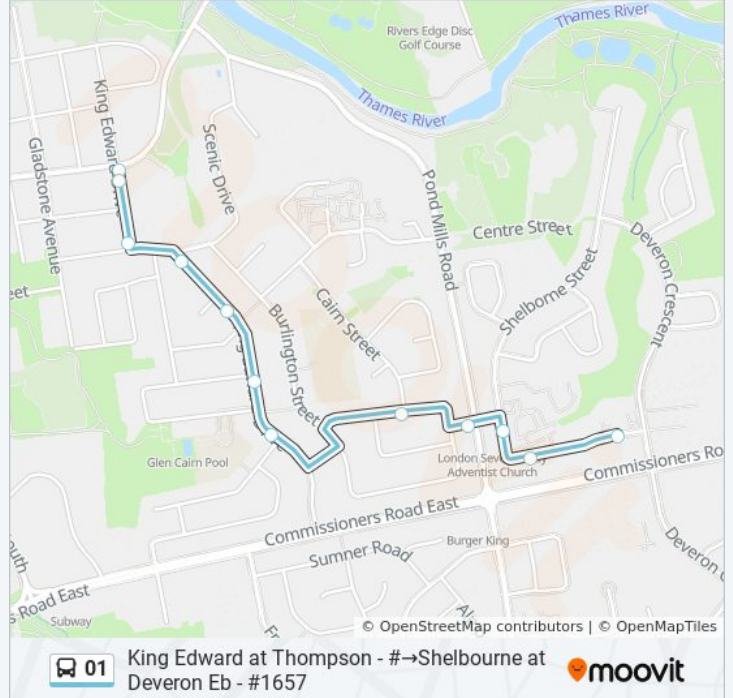 Thames River
Rivers Edge Disc
Golf Course
Thames River
King Edward
Scenic Drive
Gladstone Avenue
Pond Mills Road
Centre Street
Deveron Crescent
Shelborne Street
Burlington Street
Cairn Street
Glen Cairn Pool
London Sev
Adventist Church
Commissioners Ro
Commissioners Road East
Burger King
Sumner Road
s Road East
Subway
Deveron
© OpenStreetMap contributors | © OpenMapTiles
01
King Edward at Thompson - #→Shelbourne at
Deveron Eb - #1657
moovit